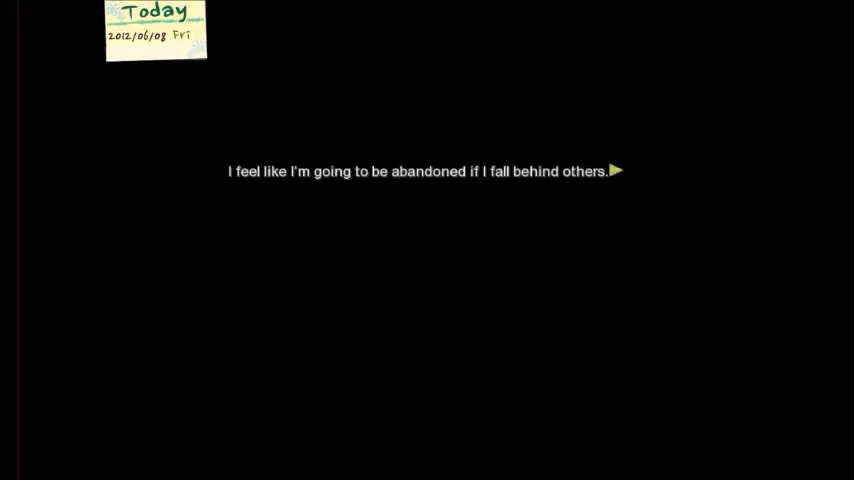 Today
2012/06/08 Fri
I feel like I'm going to be abandoned if I fall behind others.